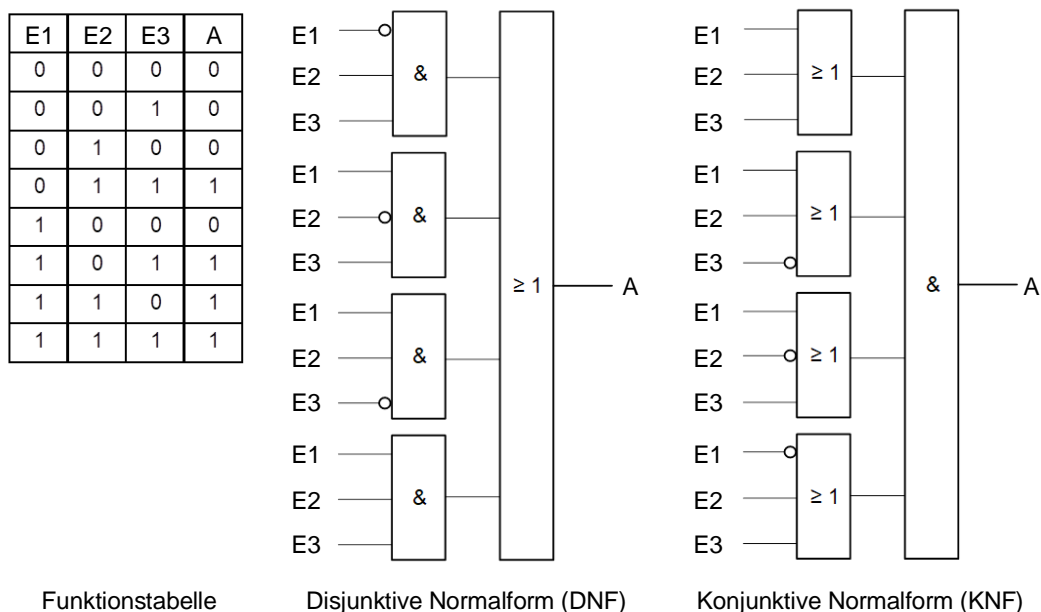 E1 E2 E3 A
0 0 0 0
0 0 1 0
0 1 0 0
0 1 1 1
1 0 0 0
1 0 1 1
1 1 0 1
1 1 1 1
Funktionstabelle
E1
E2
E3
&
E1
E2
E3
&
E1
E2
E3
&
E1
E2
E3
&
≥ 1
A
Disjunktive Normalform (DNF)
E1
E2
E3
≥ 1
E1
E2
E3
≥ 1
E1
E2
E3
≥ 1
E1
E2
E3
≥ 1
&
A
Konjunktive Normalform (KNF)